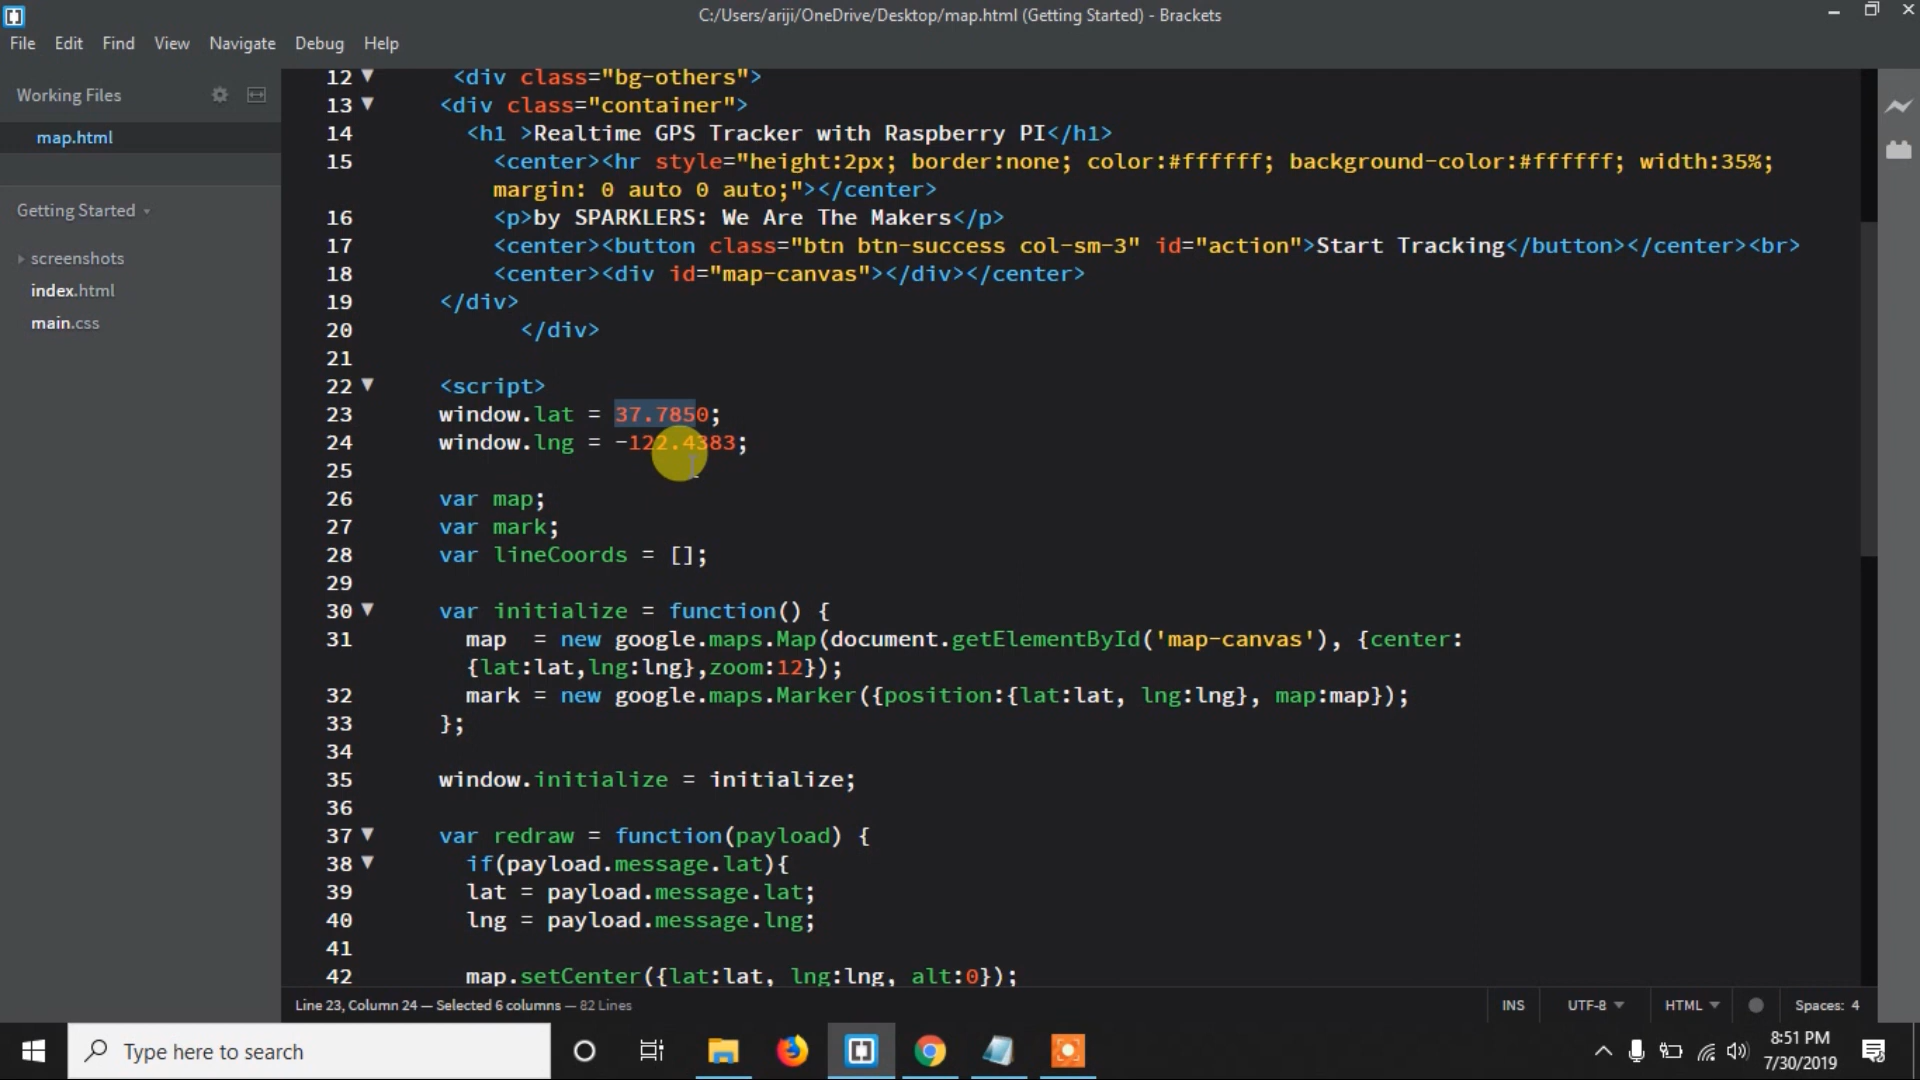 C:/Users/ariji/OneDrive/Desktop/map.html (Getting Started) - Brackets
File Edit Find View Navigate Debug Help
Working Files
map.html
Getting Started
screenshots
index.html
main.css
12 <div class="bg-others">
13 <div class="container">
14 <h1 >Realtime GPS Tracker with Raspberry PI</h1>
15 <center><hr style="height:2px; border:none; color:#ffffff; background-color:#ffffff; width:35%;
margin: 0 auto 0 auto;"></center>
16 <p>by SPARKLERS: We Are The Makers</p>
17 <center><button class="btn btn-success col-sm-3" id="action">Start Tracking</button></center><br>
18 <center><div id="map-canvas"></div></center>
19 </div>
20 </div>
21
22 <script>
23 window.lat = 37.7850;
24 window.lng = -122.4383;
25
26 var map;
27 var mark;
28 var lineCoords = [];
29
30 var initialize = function() {
31 map  = new google.maps.Map(document.getElementById('map-canvas'), {center:
{lat:lat,lng:lng},zoom:12});
32 mark = new google.maps.Marker({position:{lat:lat, lng:lng}, map:map});
33 };
34
35 window.initialize = initialize;
36
37 var redraw = function(payload) {
38 if(payload.message.lat){
39 lat = payload.message.lat;
40 lng = payload.message.lng;
41
42 map.setCenter({lat:lat, lng:lng, alt:0});
Line 23, Column 24 — Selected 6 columns — 82 Lines
INS UTF-8 HTML Spaces: 4
Type here to search
8:51 PM
7/30/2019